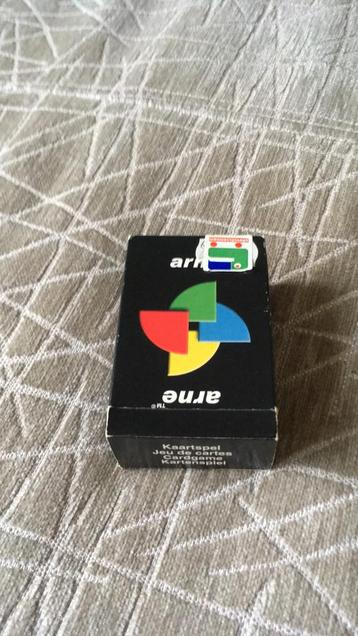 arne
arne
™®
Kaartspel
Jeu de cartes
Cardgame
Kartenspiel